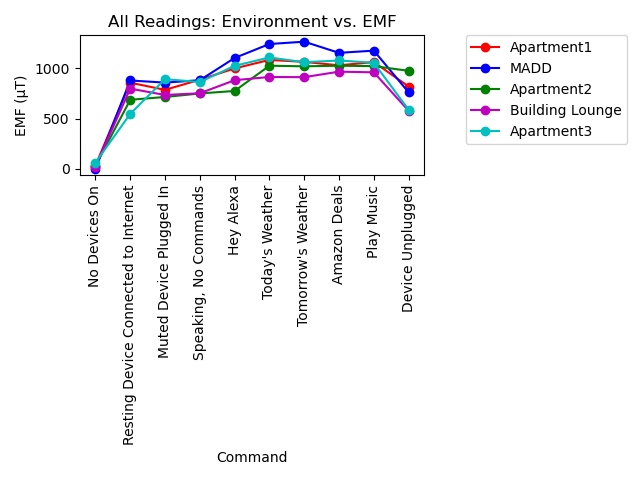 All Readings: Environment vs. EMF
EMF (μT)
1000
500
0
No Devices On
Resting Device Connected to Internet
Muted Device Plugged In
Speaking, No Commands
Hey Alexa
Today's Weather
Tomorrow's Weather
Amazon Deals
Play Music
Device Unplugged
Command
Apartment1
MADD
Apartment2
Building Lounge
Apartment3